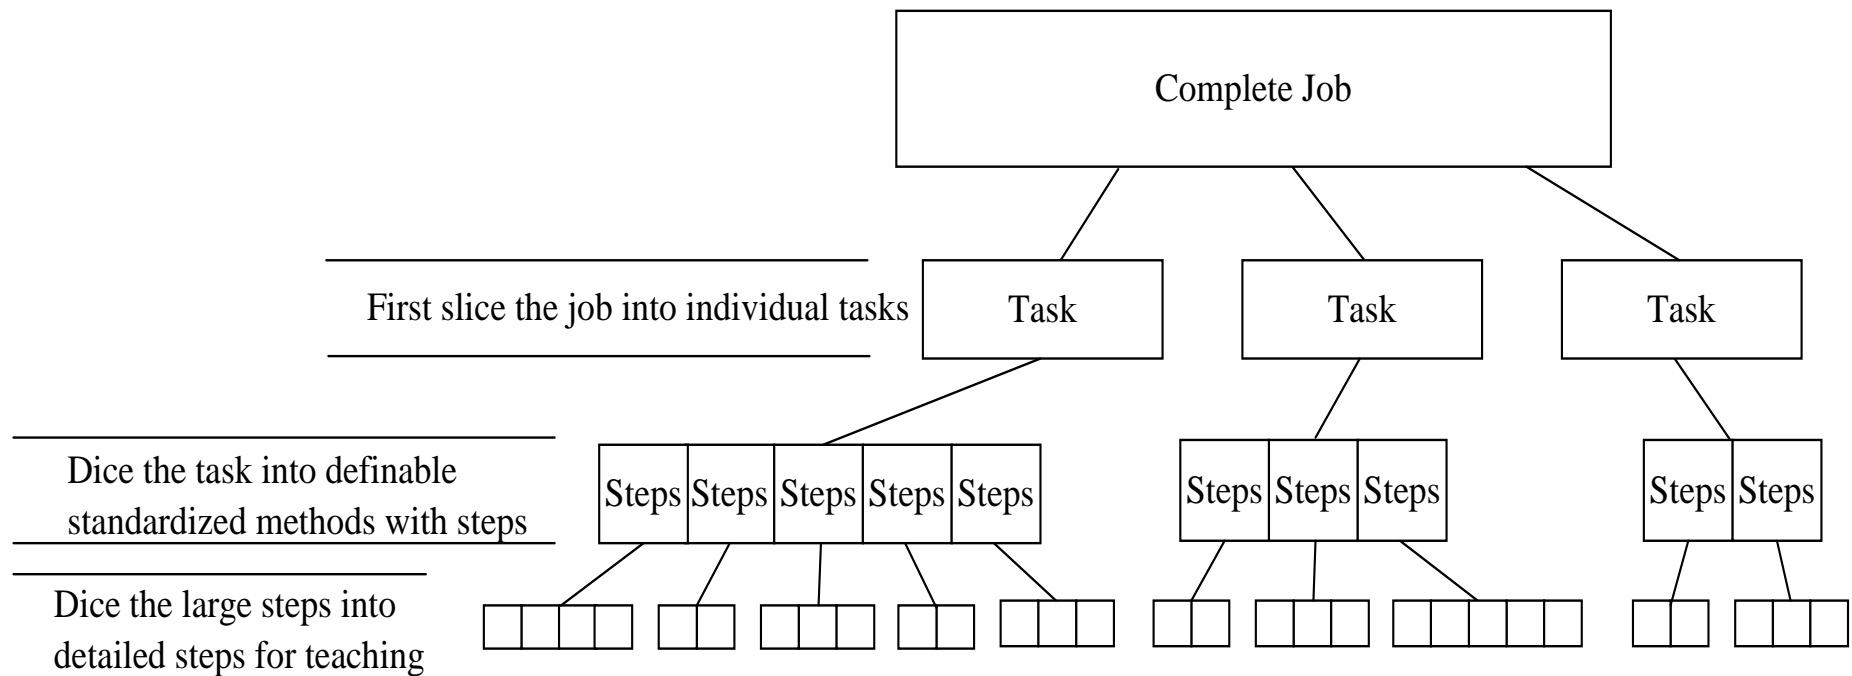 Complete Job
First slice the job into individual tasks
Task
Task
Task
Dice the task into definable
standardized methods with steps
Steps
Steps
Steps
Steps
Steps
Steps
Steps
Steps
Steps
Steps
Dice the large steps into
detailed steps for teaching